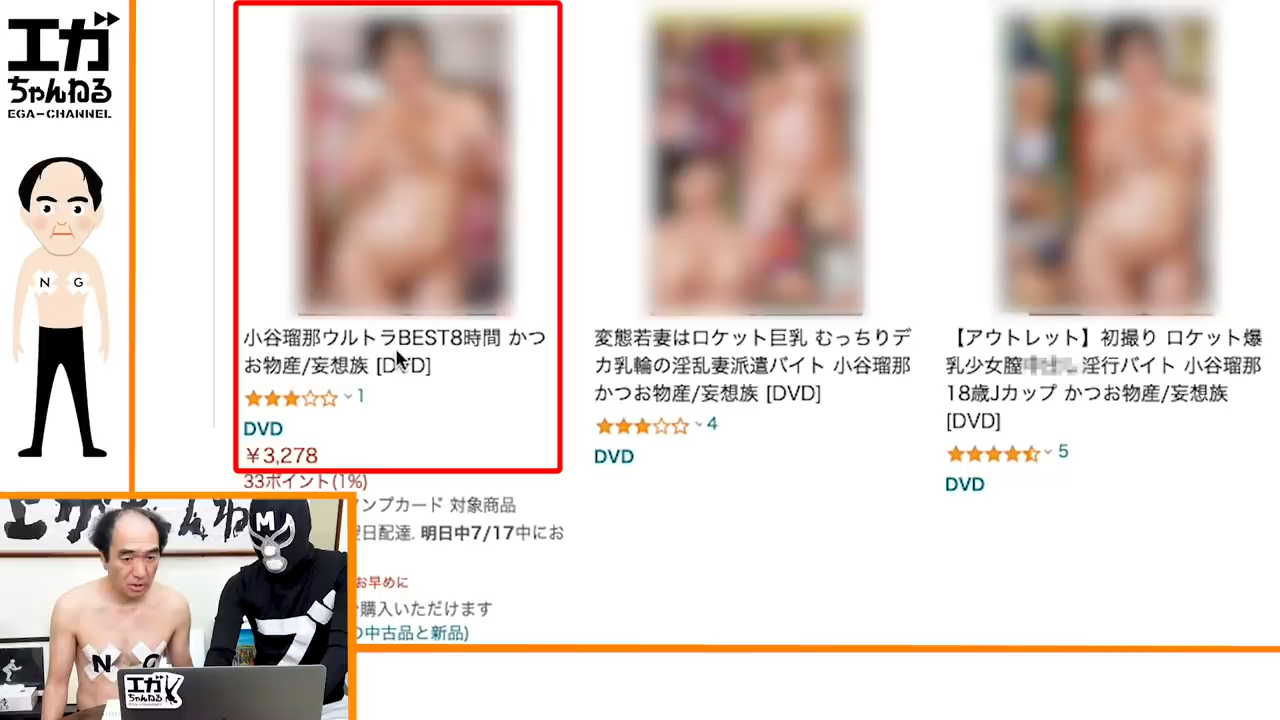 エガ
ちゃんねる
EGA-CHANNEL
N G
小谷瑠那ウルトラBEST8時間 かつ
お物産/妄想族 [DVD]
1
DVD
¥3,278
33ポイント(1%)
ンプカード 対象商品
翌日配達. 明日中7/17中にお
お早めに
購入いただけます
の中古品と新品)
変態若妻はロケット巨乳 むっちりデ
カ乳輪の淫乱妻派遣バイト 小谷瑠那
かつお物産/妄想族 [DVD]
4
DVD
【アウトレット】初撮り ロケット爆
乳少女膣 淫行バイト 小谷瑠那
18歳Jカップ かつお物産/妄想族
[DVD]
5
DVD
M
N G
エガ
ちゃんねる